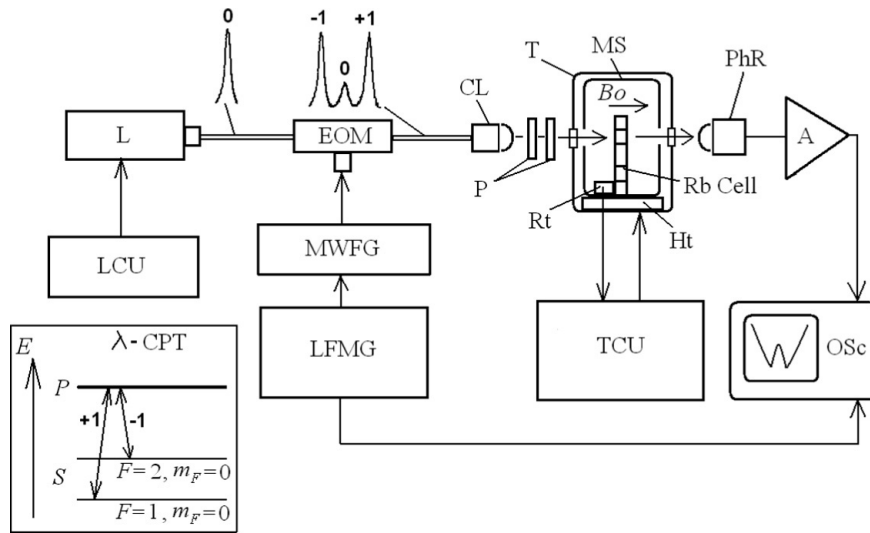 0
-1
+1
0
CL
T
MS
PhR
Bo
L
EOM
A
P
Rb Cell
Rt
Ht
LCU
MWFG
LFMG
TCU
OSc
λ - CPT
E
P
+1
-1
S
F=2, mF=0
F=1, mF=0